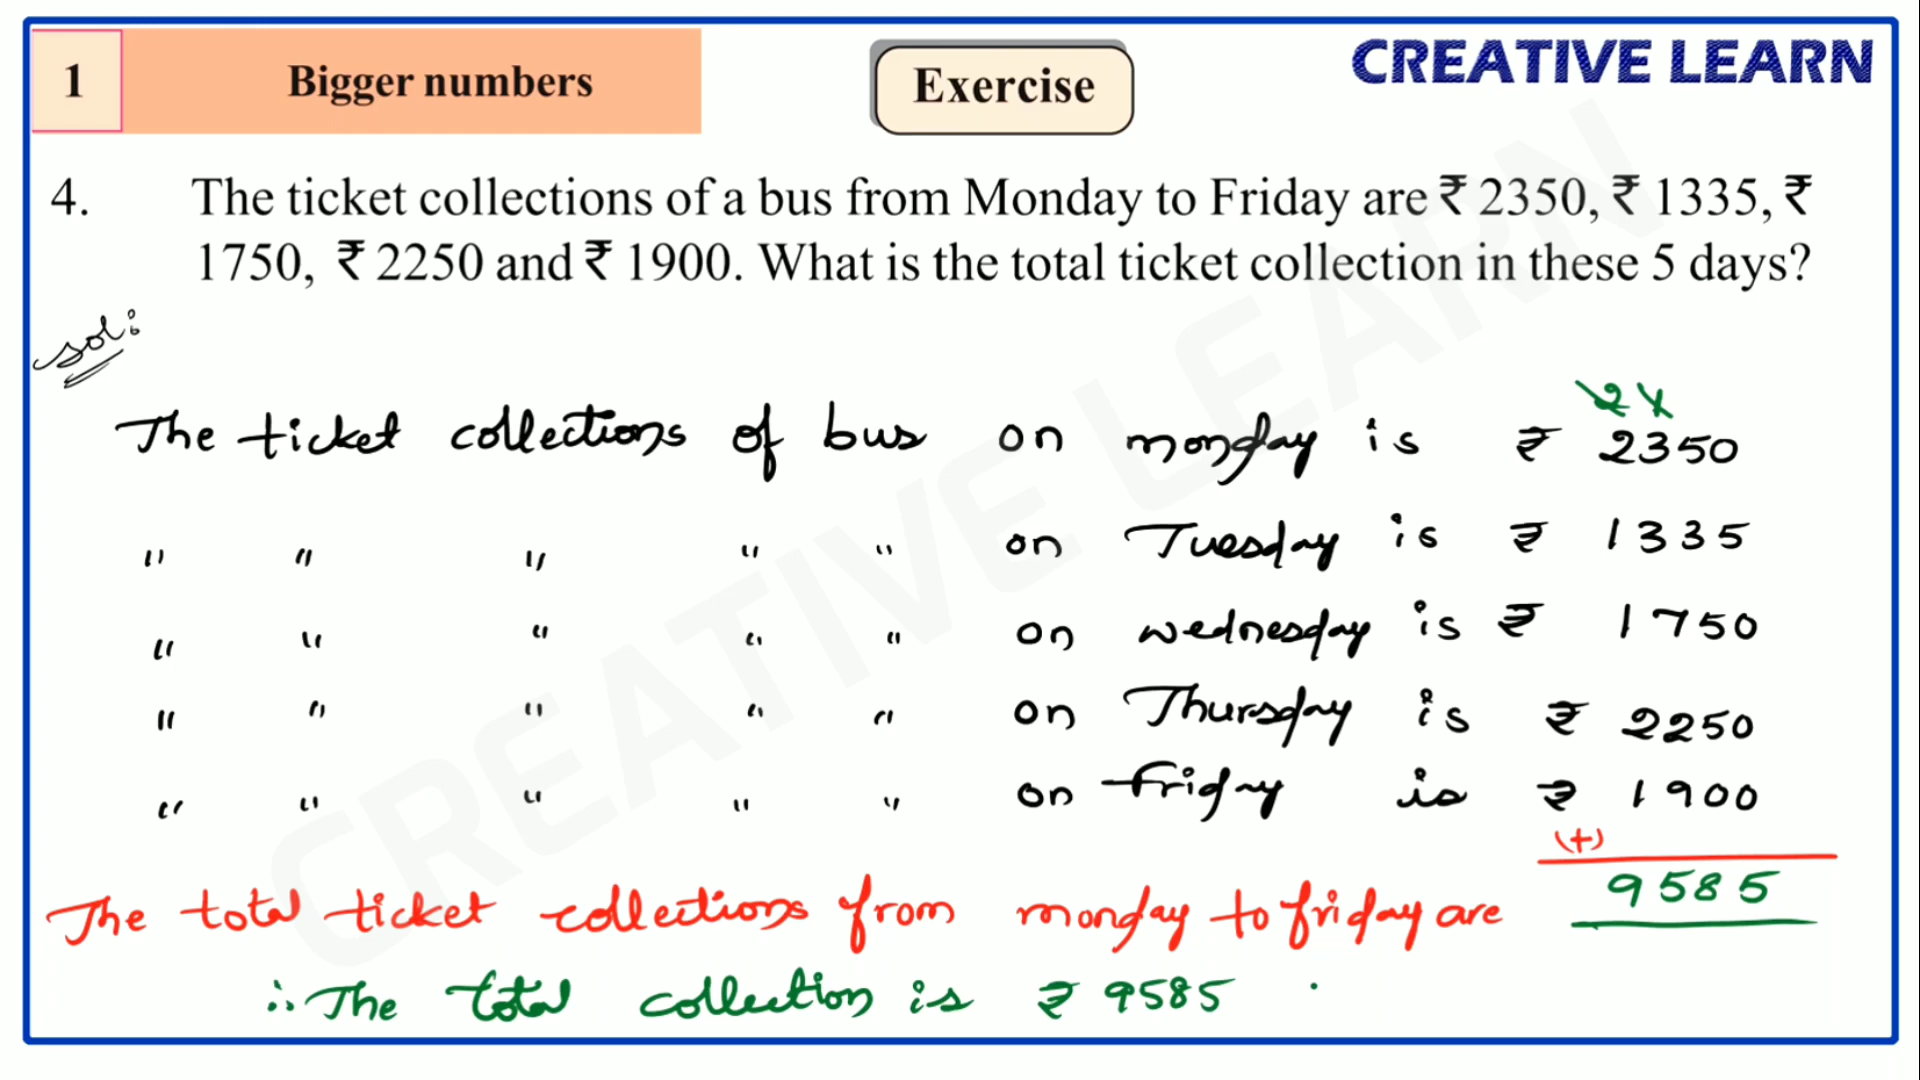 1 Bigger numbers Exercise CREATIVE LEARN
4. The ticket collections of a bus from Monday to Friday are ₹ 2350, ₹ 1335, ₹
1750, ₹ 2250 and ₹ 1900. What is the total ticket collection in these 5 days?
sol:
2 1
The ticket collections of bus on monday is ₹ 2350
" " " " " on Tuesday is ₹ 1335
" " " " " on wednesday is ₹ 1750
" " " " " on Thursday is ₹ 2250
" " " " " on friday is ₹ 1900
(+)
The total ticket collections from monday to friday are 9585
∴ The total collection is ₹ 9585 .
CREATIVE LEARN